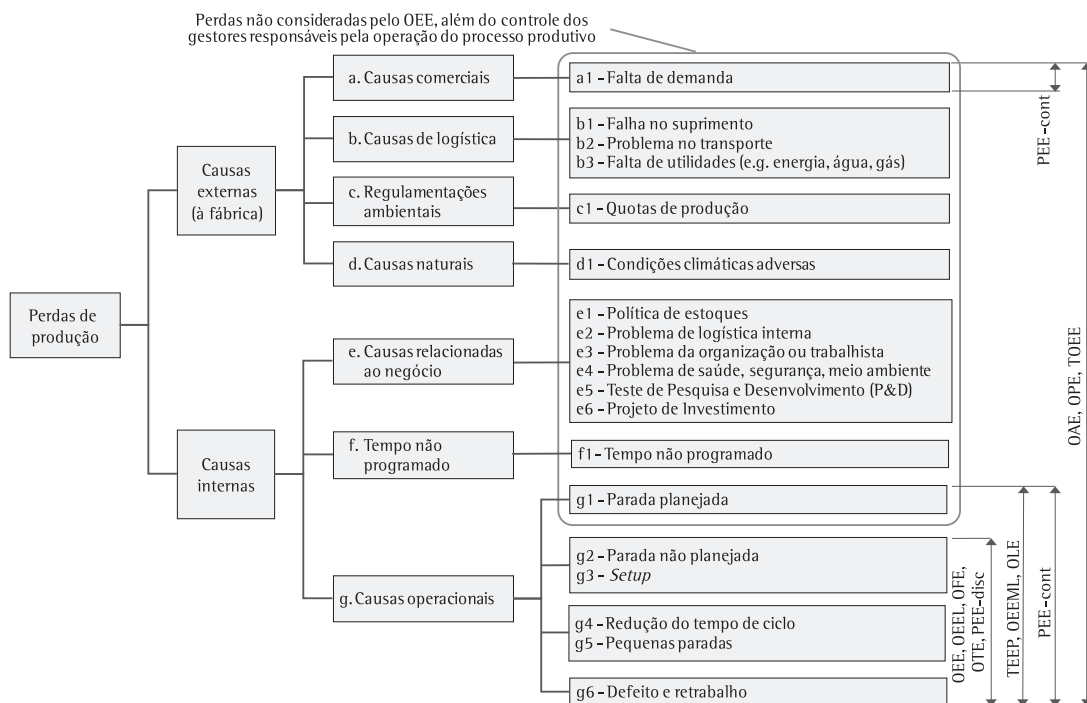 Perdas não consideradas pelo OEE, além do controle dos
gestores responsáveis pela operação do processo produtivo
Perdas de
produção
Causas
externas
(à fábrica)
Causas
internas
a. Causas comerciais
b. Causas de logística
c. Regulamentações
ambientais
d. Causas naturais
e. Causas relacionadas
ao negócio
f. Tempo não
programado
g. Causas operacionais
a1 - Falta de demanda
b1 - Falha no suprimento
b2 - Problema no transporte
b3 - Falta de utilidades (e.g. energia, água, gás)
c1 - Quotas de produção
d1 - Condições climáticas adversas
e1 - Política de estoques
e2 - Problema de logística interna
e3 - Problema da organização ou trabalhista
e4 - Problema de saúde, segurança, meio ambiente
e5 - Teste de Pesquisa e Desenvolvimento (P&D)
e6 - Projeto de Investimento
f1 - Tempo não programado
g1 - Parada planejada
g2 - Parada não planejada
g3 - Setup
g4 - Redução do tempo de ciclo
g5 - Pequenas paradas
g6 - Defeito e retrabalho
OEE, OEEL, OFE,
OTE, PEE-disc
TEEP, OEEML, OLE
PEE-cont
PEE-cont
OAE, OPE, TOEE